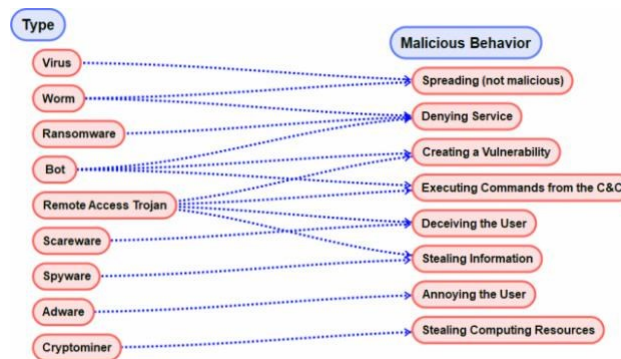 Type
Malicious Behavior
Virus
Spreading (not malicious)
Worm
Denying Service
Ransomware
Creating a Vulnerability
Bot
Executing Commands from the C&C
Remote Access Trojan
Deceiving the User
Scareware
Stealing Information
Spyware
Annoying the User
Adware
Stealing Computing Resources
Cryptominer